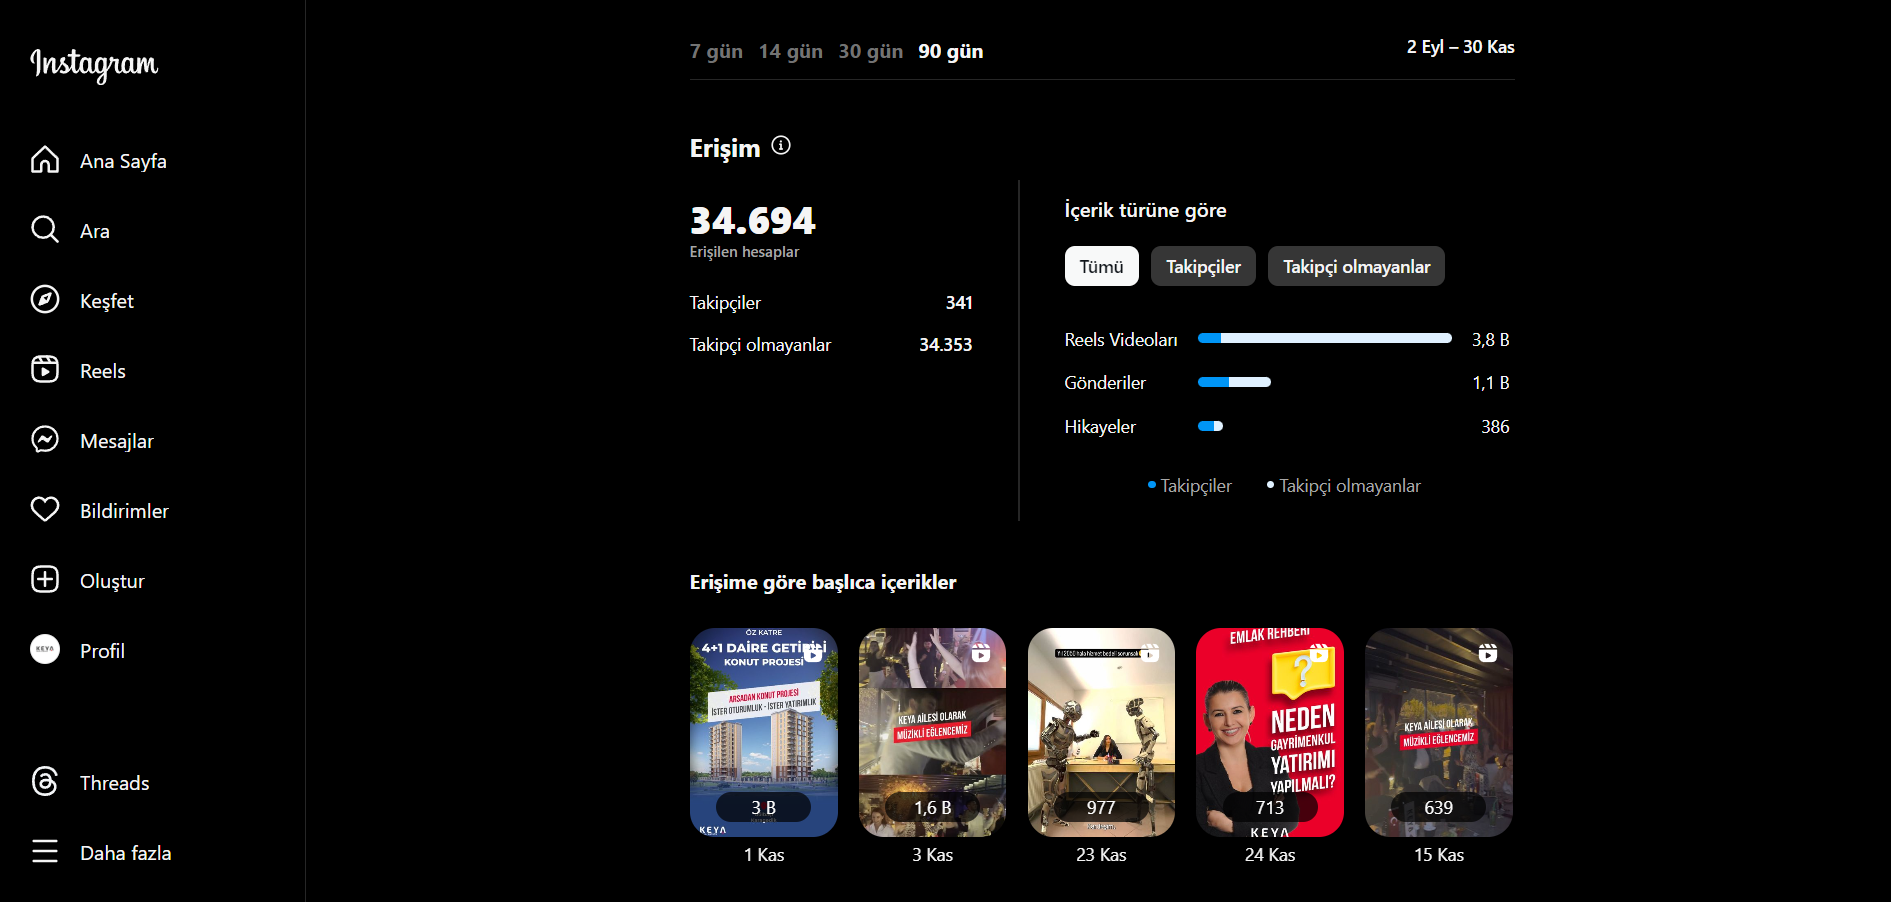 Instagram
Ana Sayfa
Ara
Keşfet
Reels
Mesajlar
Bildirimler
Oluştur
Profil
Threads
Daha fazla
7 gün 14 gün 30 gün 90 gün
2 Eyl – 30 Kas
Erişim
34.694
Erişilen hesaplar
Takipçiler 341
Takipçi olmayanlar 34.353
İçerik türüne göre
Tümü Takipçiler Takipçi olmayanlar
Reels Videoları 3,8 B
Gönderiler 1,1 B
Hikayeler 386
Takipçiler Takipçi olmayanlar
Erişime göre başlıca içerikler
ÖZ KATRE
4+1 DAİRE GETİRİLİ
KONUT PROJESİ
ARSADAN KONUT PROJESİ
İSTER OTURUMLUK - İSTER YATIRIMLIK
3 B
KEYA
1 Kas
KEYA AİLESİ OLARAK
MÜZİKLİ EĞLENCEMİZ
1,6 B
3 Kas
Yıl 2050 hala hizmet bedeli
977
23 Kas
EMLAK REHBERİ
?
NEDEN
GAYRİMENKUL
YATIRIMI
YAPILMALI?
713
KEYA
24 Kas
KEYA AİLESİ OLARAK
MÜZİKLİ EĞLENCEMİZ
639
15 Kas